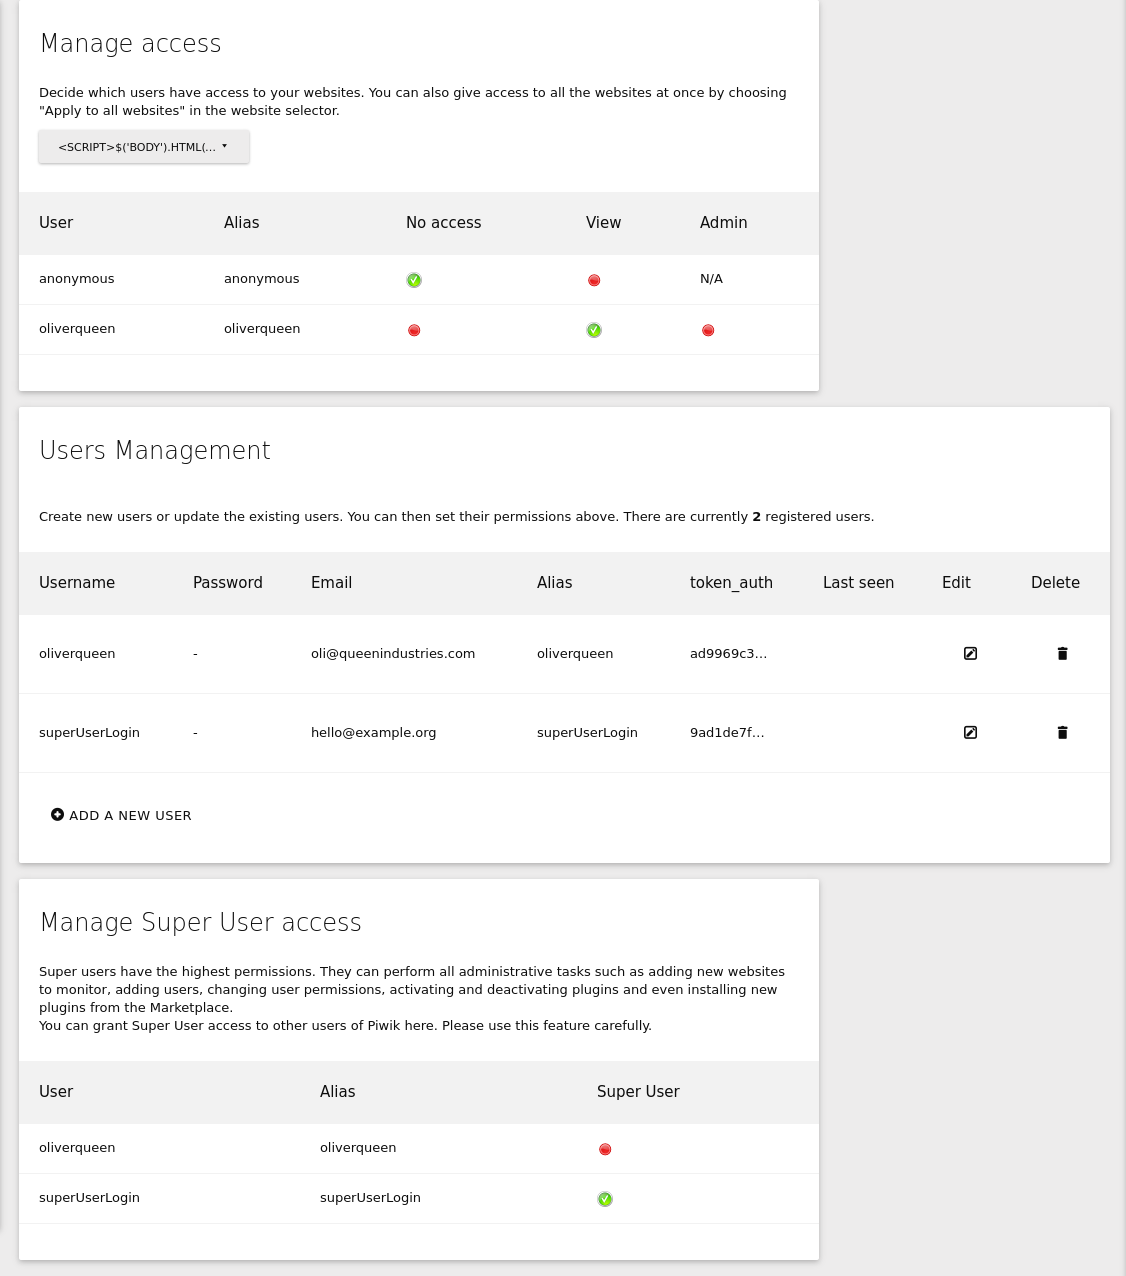 Manage access
Decide which users have access to your websites. You can also give access to all the websites at once by choosing
"Apply to all websites" in the website selector.
<SCRIPT>$('BODY').HTML(...
User Alias No access View Admin
anonymous anonymous N/A
oliverqueen oliverqueen
Users Management
Create new users or update the existing users. You can then set their permissions above. There are currently 2 registered users.
Username Password Email Alias token_auth Last seen Edit Delete
oliverqueen - oli@queenindustries.com oliverqueen ad9969c3...
superUserLogin - hello@example.org superUserLogin 9ad1de7f...
ADD A NEW USER
Manage Super User access
Super users have the highest permissions. They can perform all administrative tasks such as adding new websites
to monitor, adding users, changing user permissions, activating and deactivating plugins and even installing new
plugins from the Marketplace.
You can grant Super User access to other users of Piwik here. Please use this feature carefully.
User Alias Super User
oliverqueen oliverqueen
superUserLogin superUserLogin